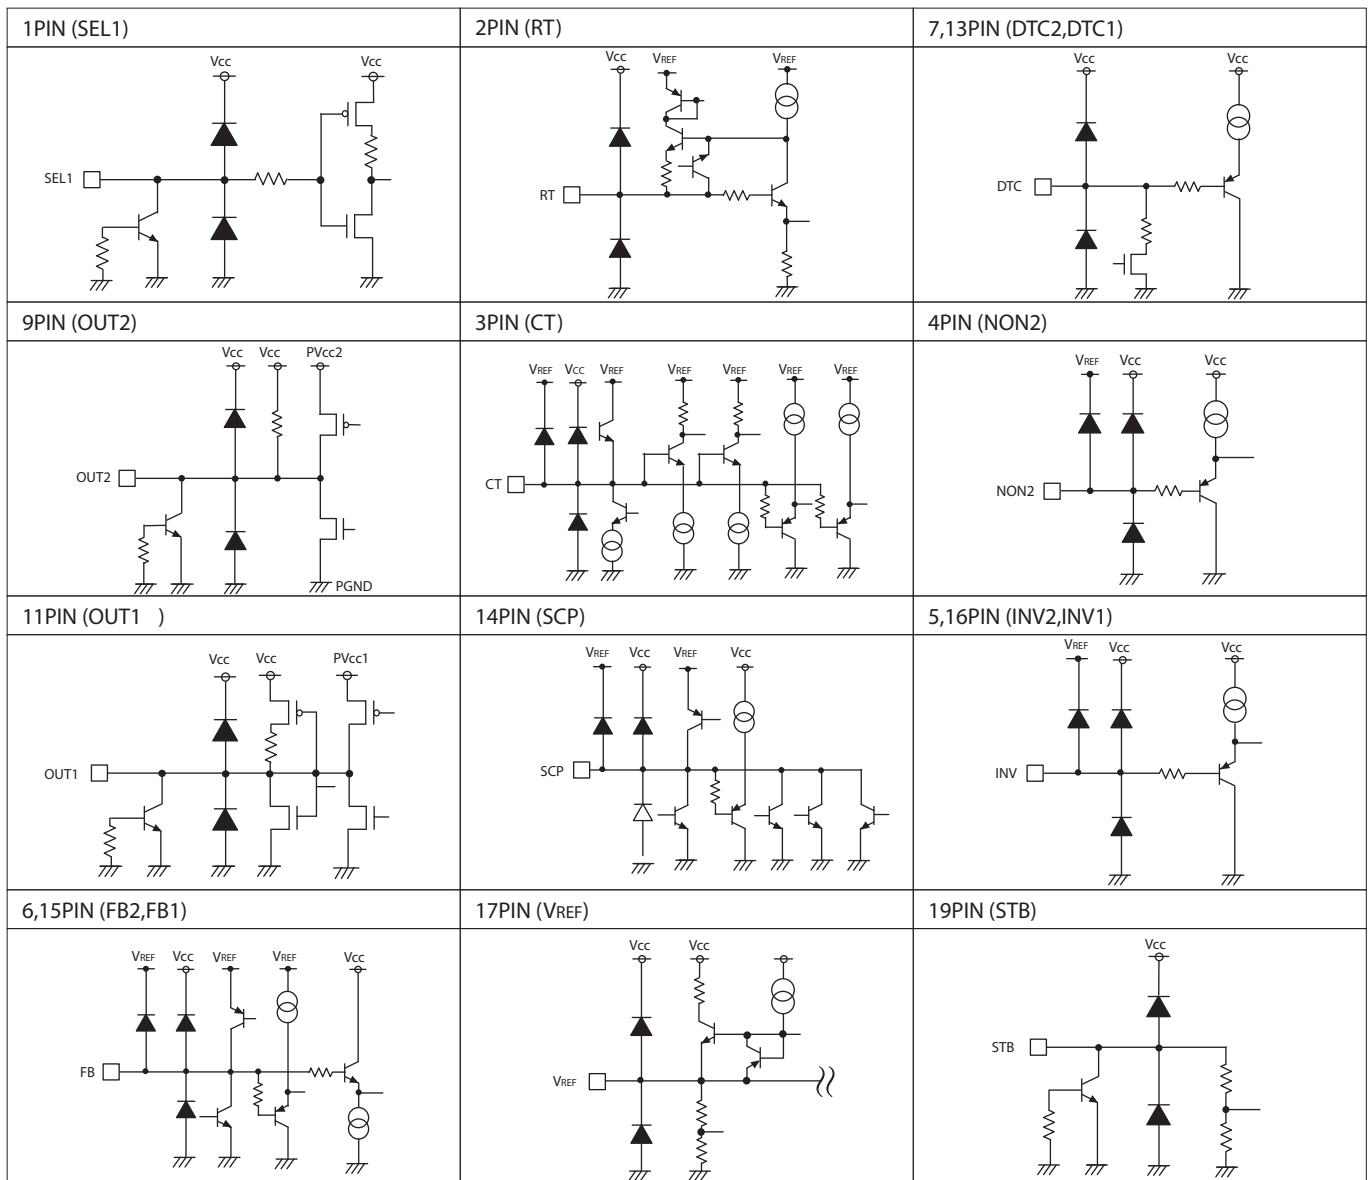 1PIN (SEL1)
Vcc
Vcc
SEL1
2PIN (RT)
Vcc
VREF
VREF
RT
7,13PIN (DTC2,DTC1)
Vcc
Vcc
DTC
9PIN (OUT2)
Vcc
Vcc
PVcc2
OUT2
PGND
3PIN (CT)
VREF
VCC
VREF
VREF
VREF
VREF
VREF
CT
4PIN (NON2)
VREF
Vcc
Vcc
NON2
11PIN (OUT1 )
Vcc
Vcc
PVcc1
OUT1
14PIN (SCP)
VREF
Vcc
VREF
Vcc
SCP
5,16PIN (INV2,INV1)
VREF
Vcc
Vcc
INV
6,15PIN (FB2,FB1)
VREF
Vcc
VREF
VREF
Vcc
FB
17PIN (VREF)
Vcc
Vcc
VREF
19PIN (STB)
Vcc
STB